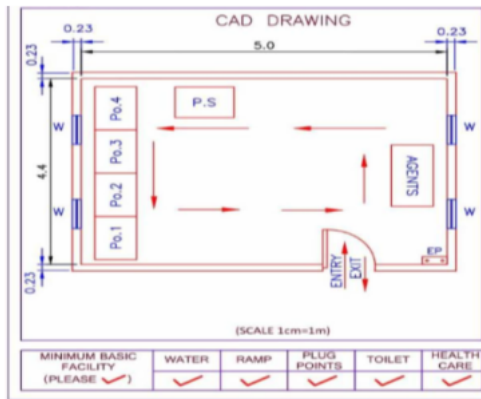 CAD DRAWING
0.23
5.0
0.23
0.23
P.S
Po.4
Po.3
Po.2
Po.1
W
W
W
W
4.4
AGENTS
EP
0.23
ENTRY
EXIT
(SCALE 1cm=1m)
MINIMUM BASIC FACILITY (PLEASE ✓)
WATER
RAMP
PLUG POINTS
TOILET
HEALTH CARE
✓ ✓ ✓ ✓ ✓